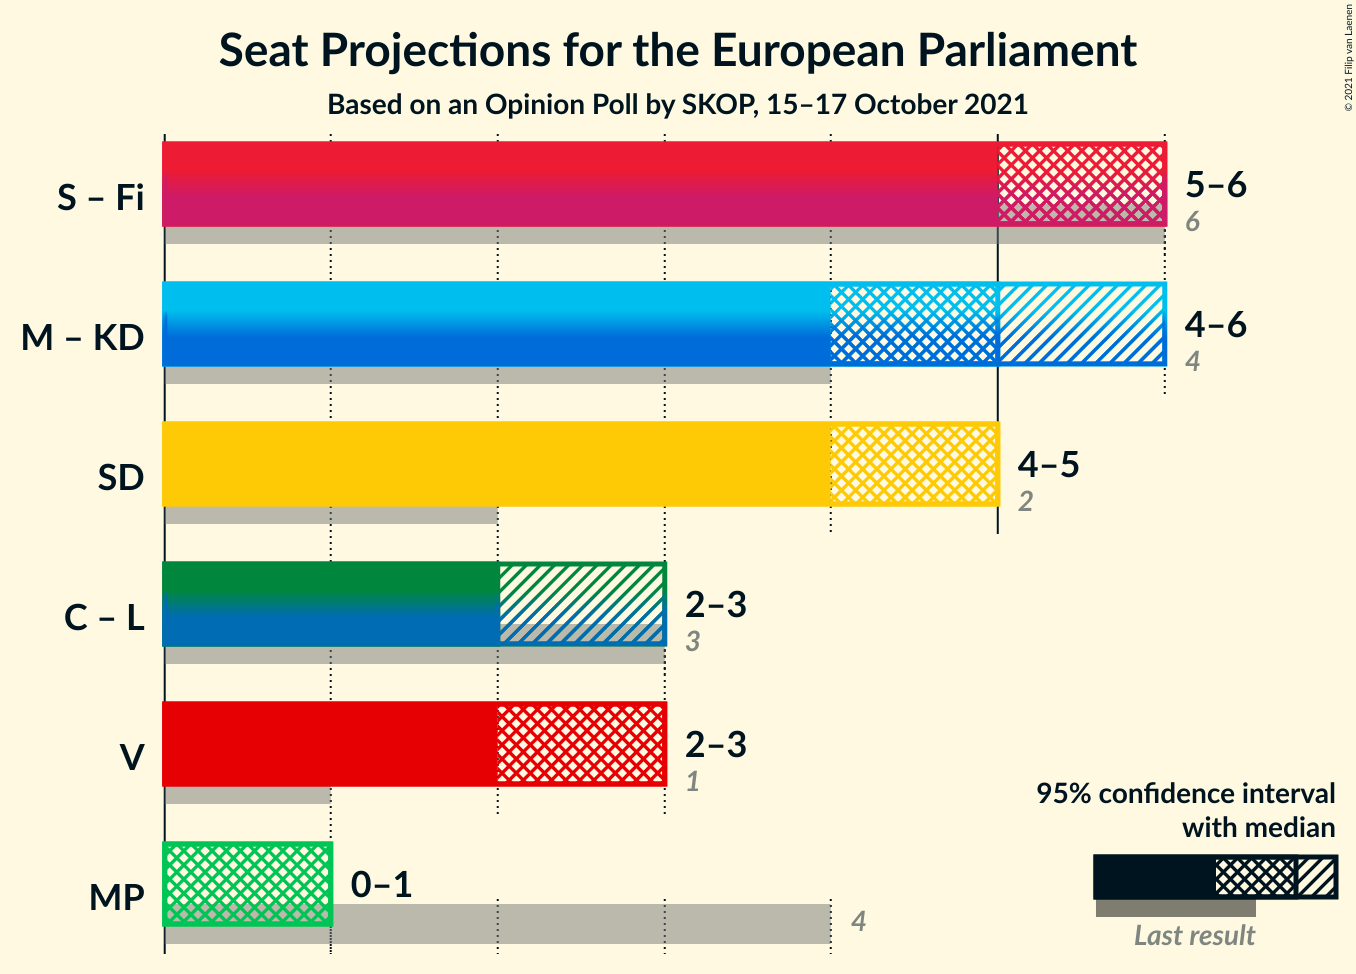 Seat Projections for the European Parliament
Based on an Opinion Poll by SKOP, 15–17 October 2021
© 2021 Filip van Laenen
S – Fi
5–6
6
M – KD
4–6
4
SD
4–5
2
C – L
2–3
3
V
2–3
1
MP
0–1
4
95% confidence interval
with median
Last result